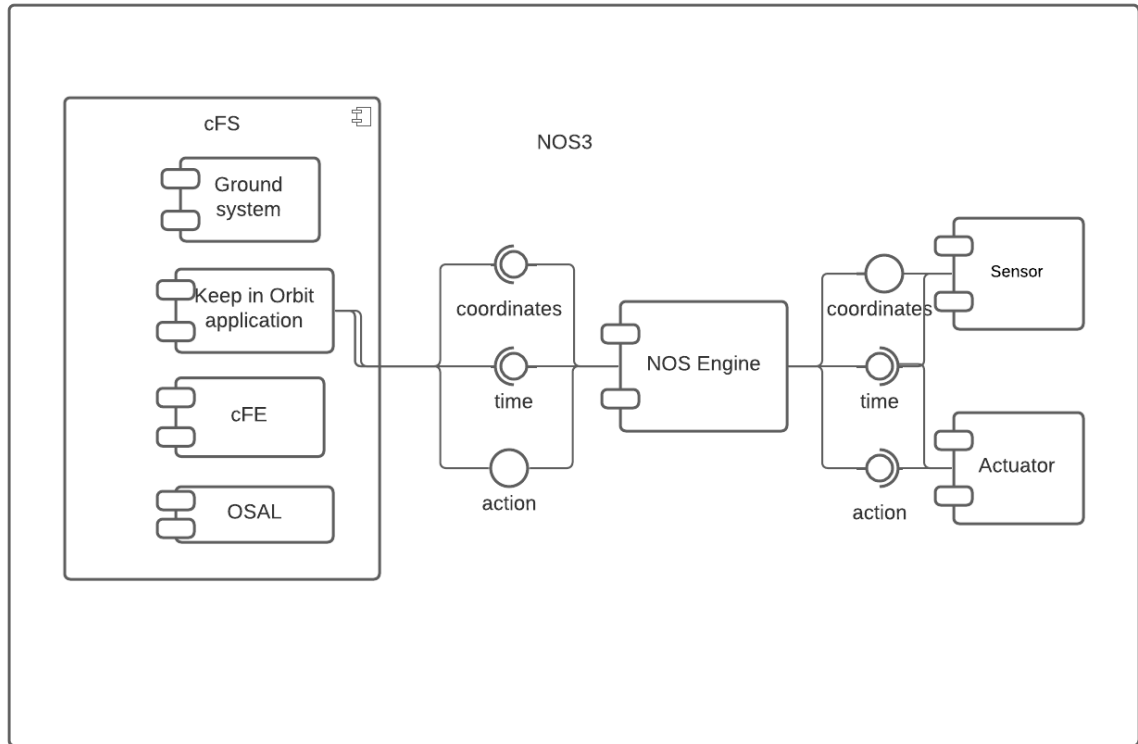 cFS
NOS3
Ground
system
Keep in Orbit
application
cFE
OSAL
coordinates
time
action
NOS Engine
coordinates
time
action
Sensor
Actuator